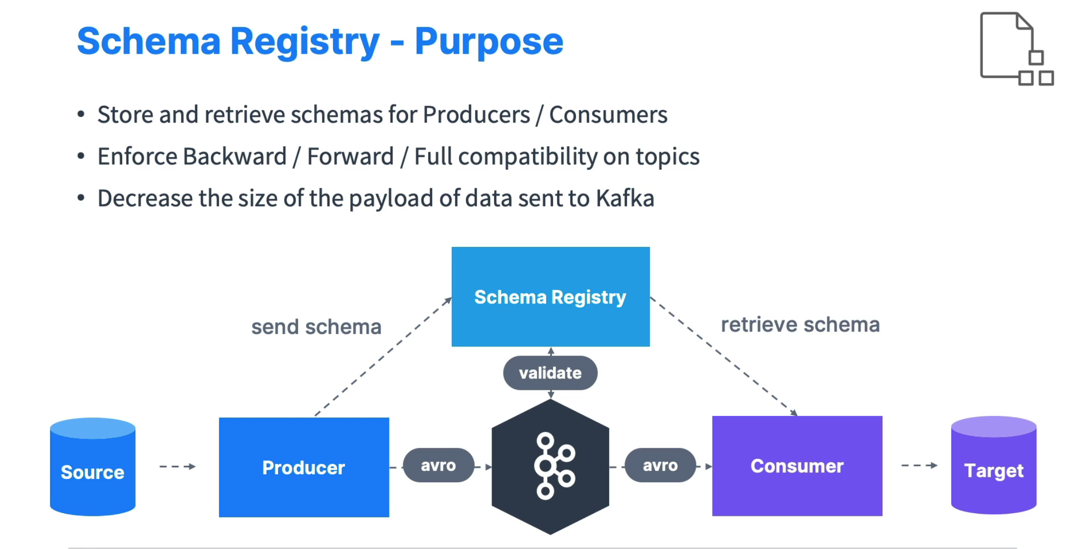 Schema Registry - Purpose
• Store and retrieve schemas for Producers / Consumers
• Enforce Backward / Forward / Full compatibility on topics
• Decrease the size of the payload of data sent to Kafka
Schema Registry
send schema
retrieve schema
validate
Source
Producer
avro
avro
Consumer
Target